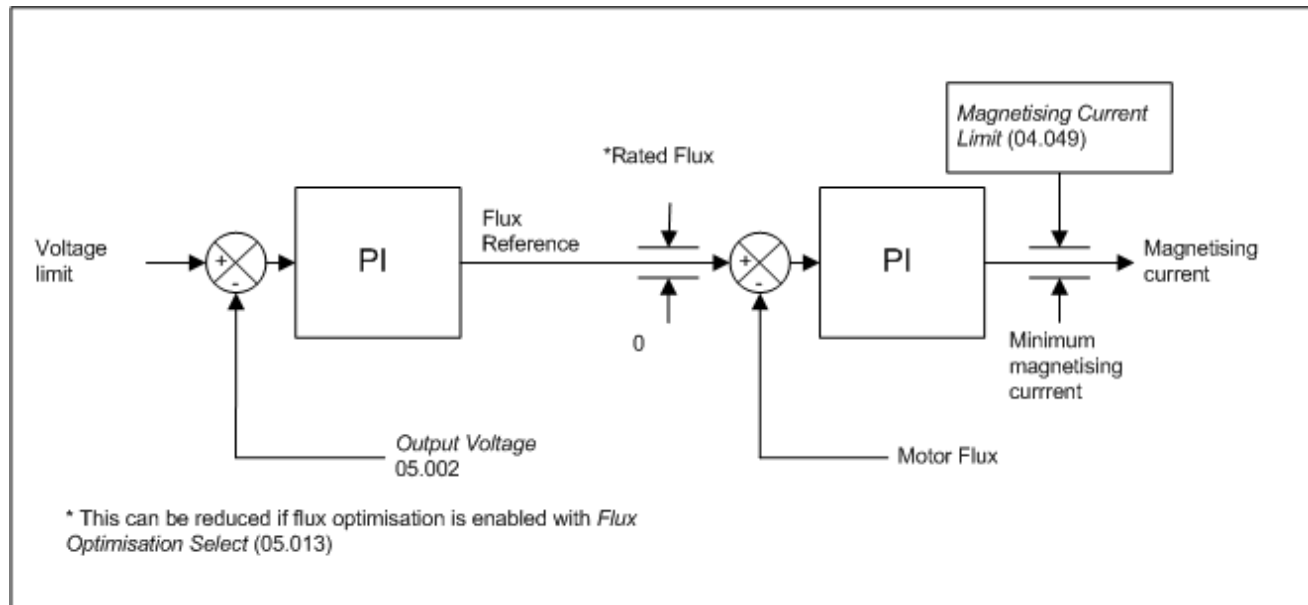 Magnetising Current
Limit (04.049)
*Rated Flux
Voltage
limit
+
-
PI
Flux
Reference
0
+
-
PI
Magnetising
current
Minimum
magnetising
currrent
Output Voltage
05.002
Motor Flux
* This can be reduced if flux optimisation is enabled with Flux
Optimisation Select (05.013)